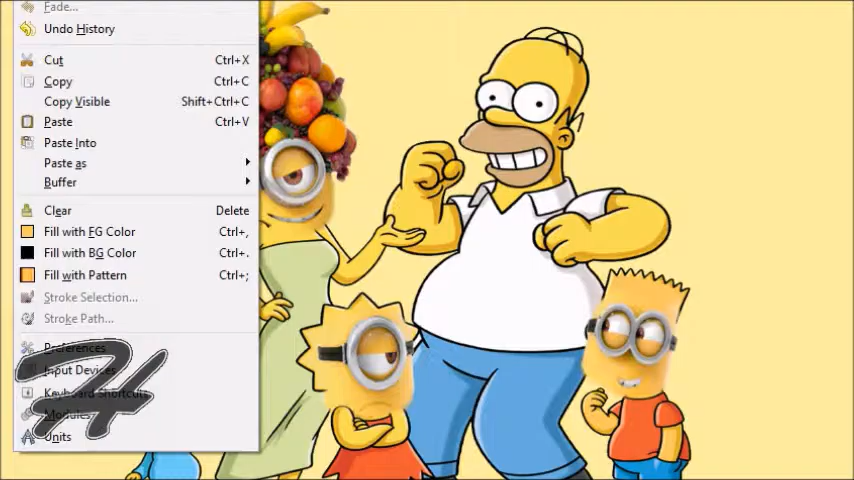 Fade...
Undo History
Cut Ctrl+X
Copy Ctrl+C
Copy Visible Shift+Ctrl+C
Paste Ctrl+V
Paste Into
Paste as
Buffer
Clear Delete
Fill with FG Color Ctrl+,
Fill with BG Color Ctrl+.
Fill with Pattern Ctrl+;
Stroke Selection...
Stroke Path...
Preferences
Input Devices
Keyboard Shortcuts
Modules
Units
H